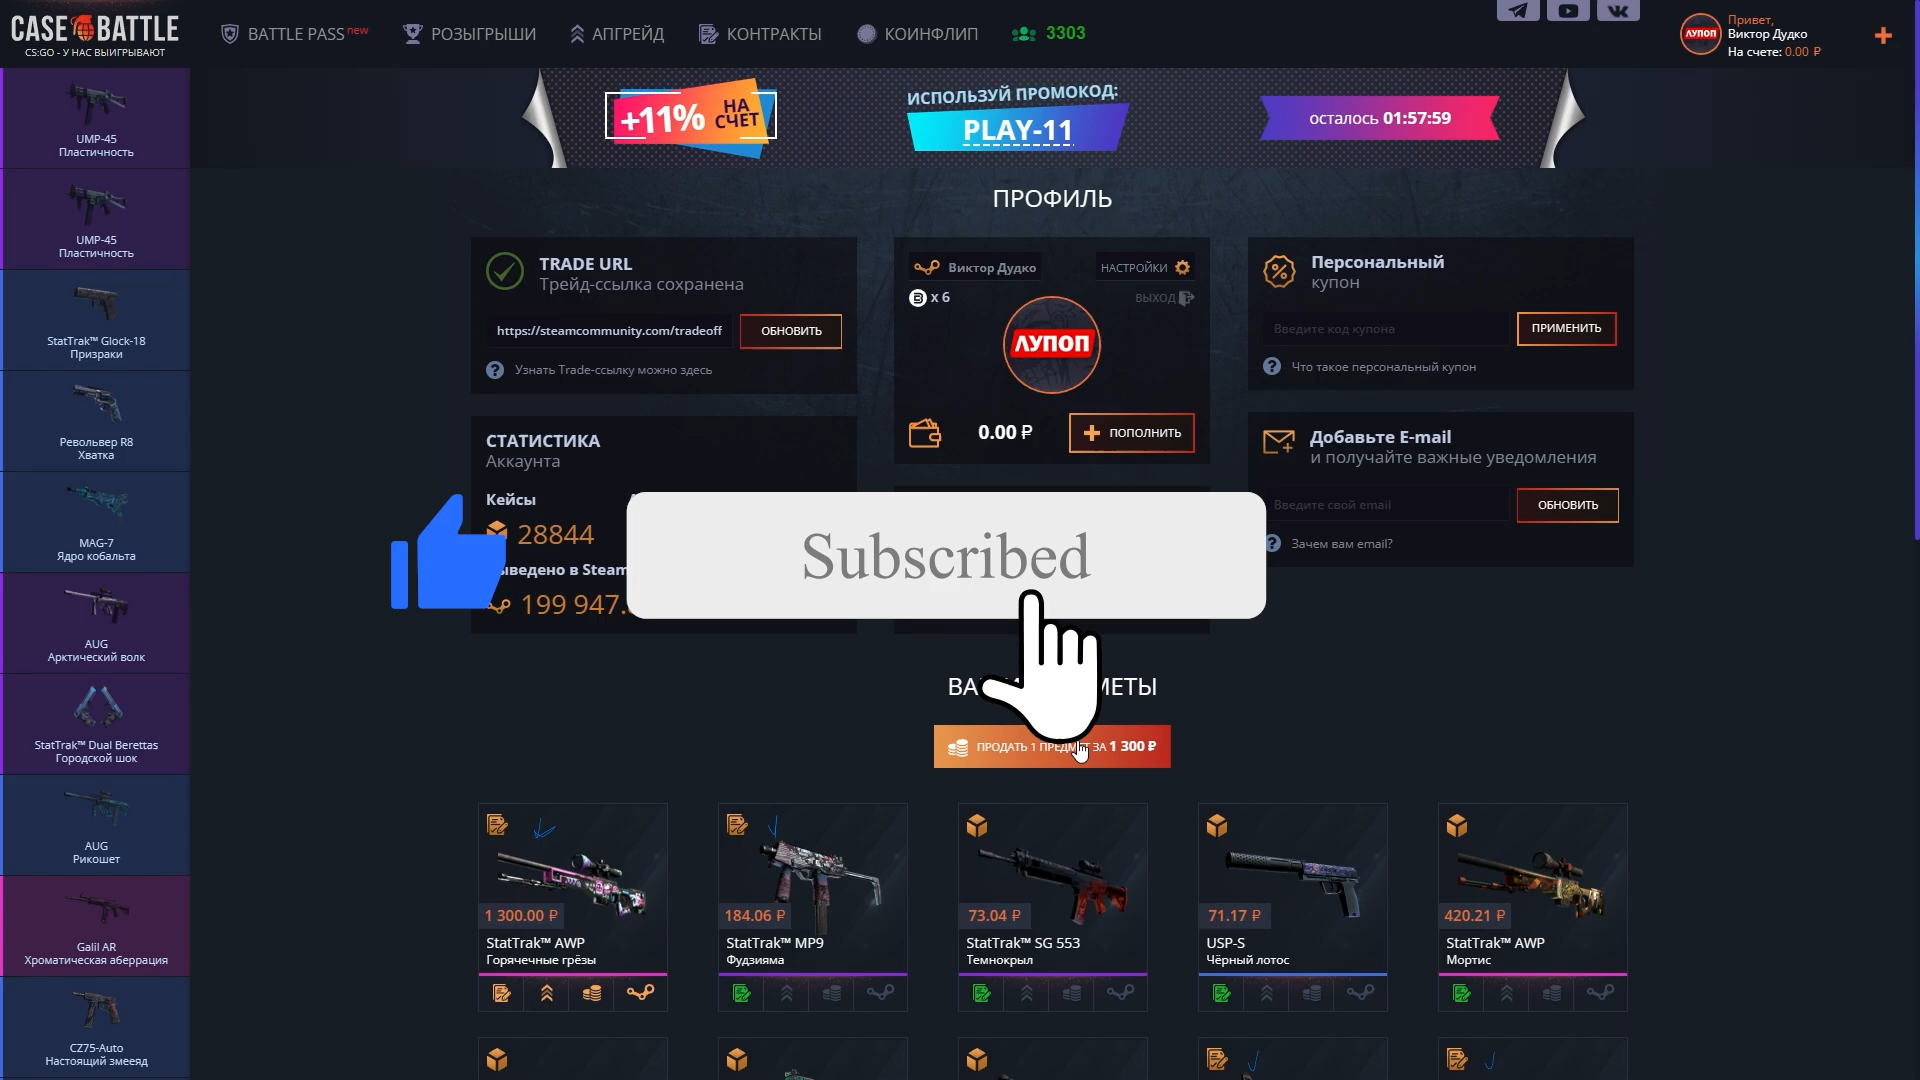 CASE BATTLE
CS:GO - У НАС ВЫИГРЫВАЮТ
BATTLE PASS new
РОЗЫГРЫШИ
АПГРЕЙД
КОНТРАКТЫ
КОИНФЛИП
3303
ЛУПОП
Привет,
Виктор Дудко
На счете: 0.00 ₽
+11% НА СЧЕТ
ИСПОЛЬЗУЙ ПРОМОКОД:
PLAY-11
осталось 01:57:59
UMP-45
Пластичность
UMP-45
Пластичность
StatTrak™ Glock-18
Призраки
Револьвер R8
Хватка
MAG-7
Ядро кобальта
AUG
Арктический волк
StatTrak™ Dual Berettas
Городской шок
AUG
Рикошет
Galil AR
Хроматическая аберрация
CZ75-Auto
Настоящий змееяд
ПРОФИЛЬ
TRADE URL
Трейд-ссылка сохранена
https://steamcommunity.com/tradeoff
ОБНОВИТЬ
Узнать Trade-ссылку можно здесь
СТАТИСТИКА
Аккаунта
Кейсы
28844
ыведено в Steam
199 947.
Виктор Дудко
НАСТРОЙКИ
x 6
ВЫХОД
ЛУПОП
0.00 ₽
ПОПОЛНИТЬ
Персональный
купон
Введите код купона
ПРИМЕНИТЬ
Что такое персональный купон
Добавьте E-mail
и получайте важные уведомления
Введите свой email
ОБНОВИТЬ
Зачем вам email?
Subscribed
ВА МЕТЫ
ПРОДАТЬ 1 ПРЕДМЕТ ЗА 1 300 ₽
1 300.00 ₽
StatTrak™ AWP
Горячечные грёзы
184.06 ₽
StatTrak™ MP9
Фудзияма
73.04 ₽
StatTrak™ SG 553
Темнокрыл
71.17 ₽
USP-S
Чёрный лотос
420.21 ₽
StatTrak™ AWP
Мортис